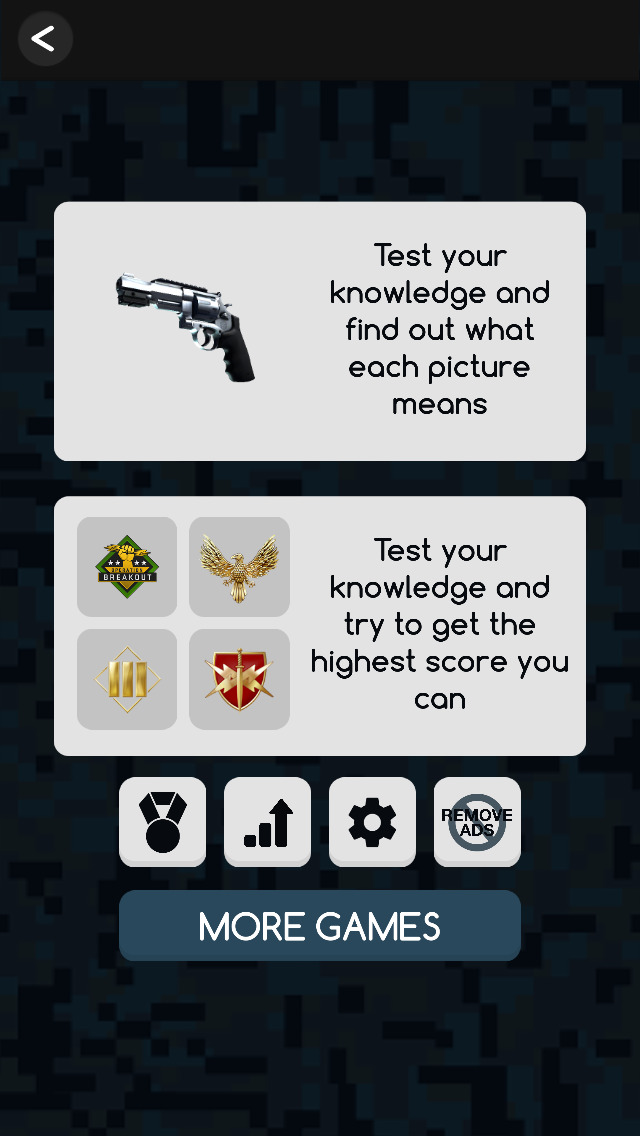 Test your
knowledge and
find out what
each picture
means
OPERATION
BREAKOUT
Test your
knowledge and
try to get the
highest score you
can
REMOVE
ADS
MORE GAMES